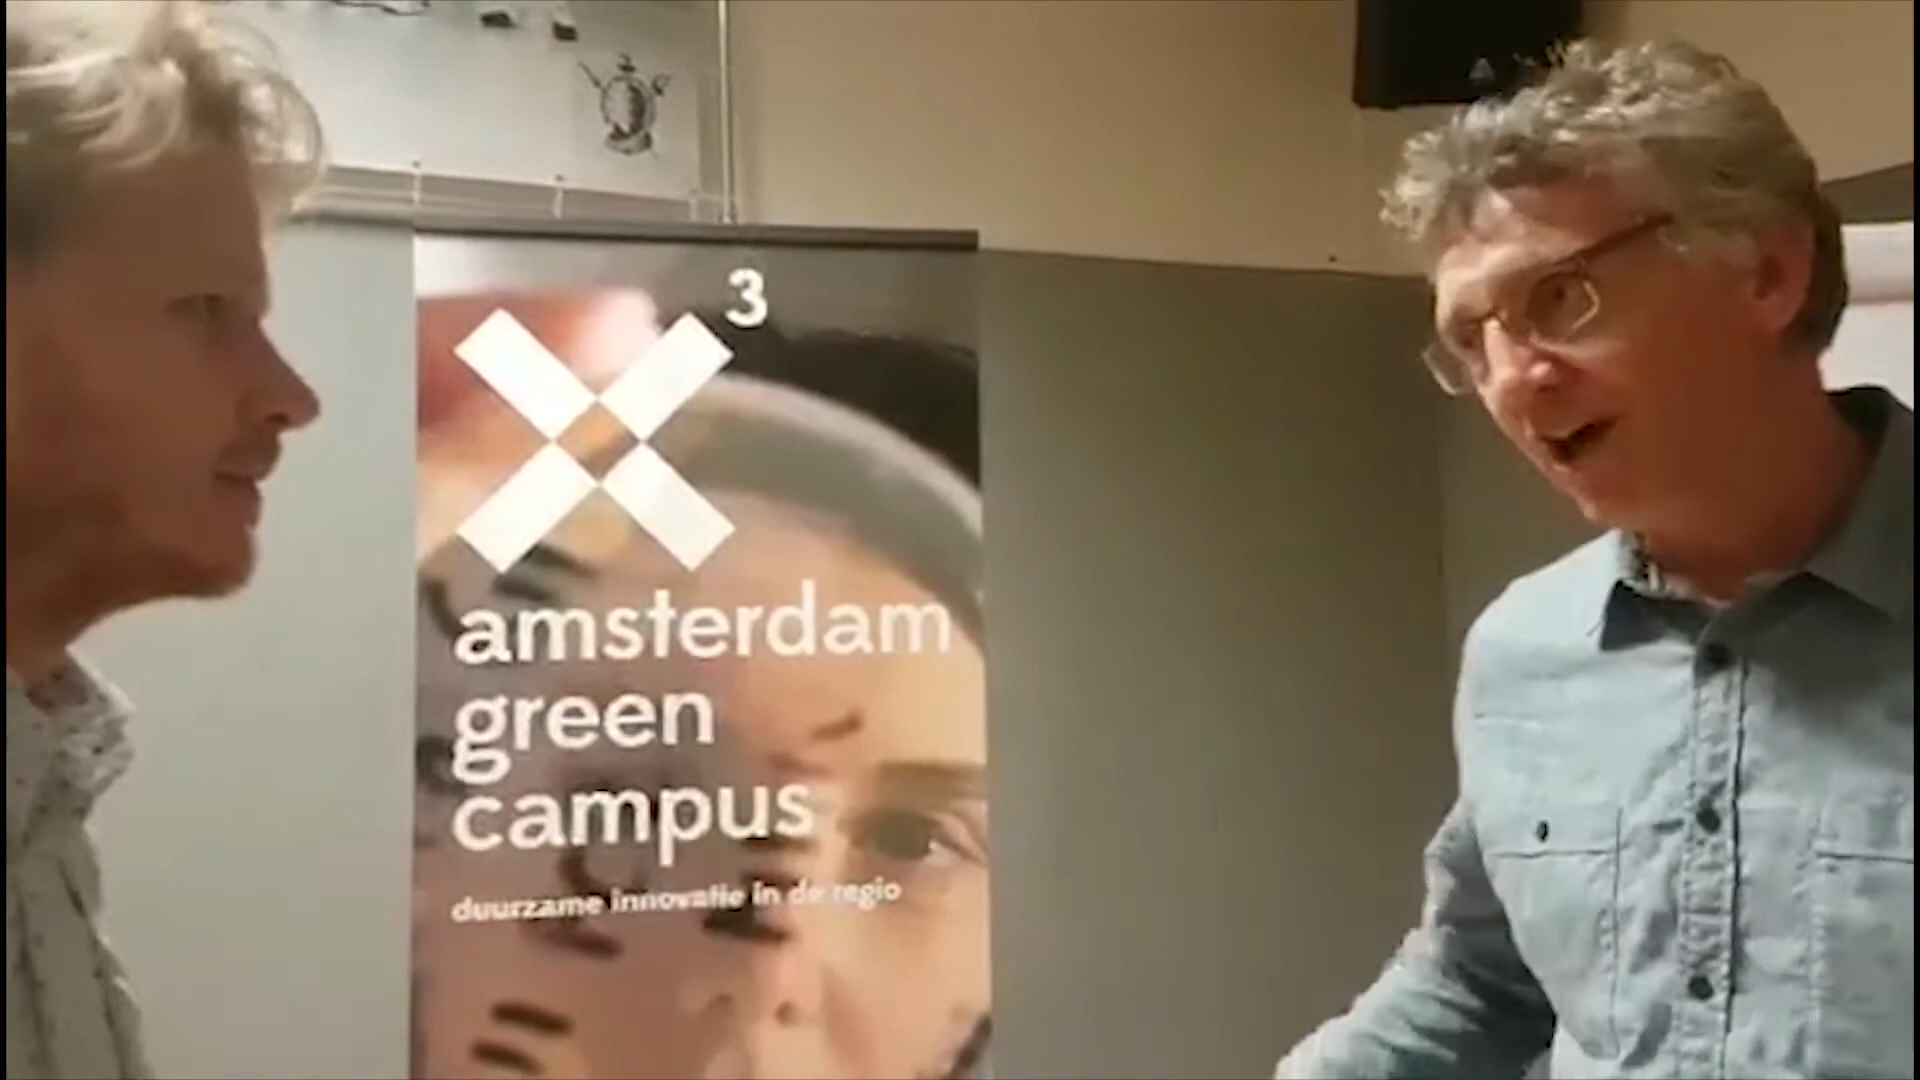 3
amsterdam
green
campus
duurzame innovatie in de regio